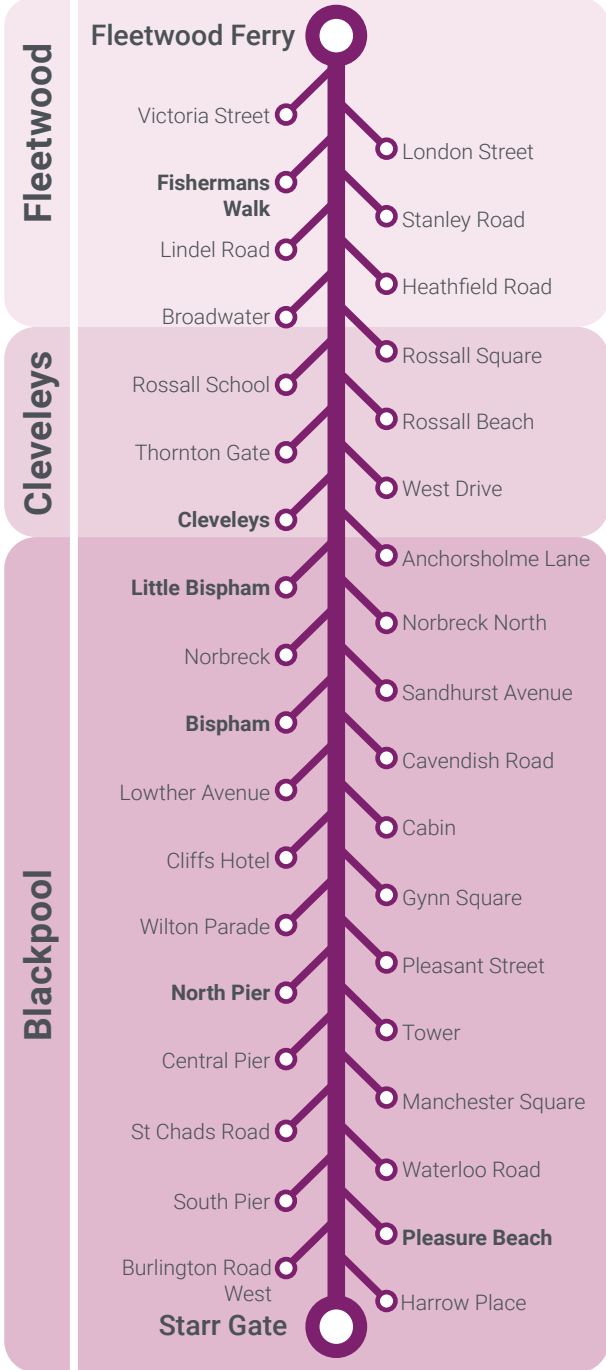 Fleetwood
Fleetwood Ferry
Victoria Street
London Street
Fishermans
Walk
Stanley Road
Lindel Road
Heathfield Road
Broadwater
Cleveleys
Rossall Square
Rossall School
Rossall Beach
Thornton Gate
West Drive
Cleveleys
Blackpool
Anchorsholme Lane
Little Bispham
Norbreck North
Norbreck
Sandhurst Avenue
Bispham
Cavendish Road
Lowther Avenue
Cabin
Cliffs Hotel
Gynn Square
Wilton Parade
Pleasant Street
North Pier
Tower
Central Pier
Manchester Square
St Chads Road
Waterloo Road
South Pier
Pleasure Beach
Burlington Road
West
Harrow Place
Starr Gate